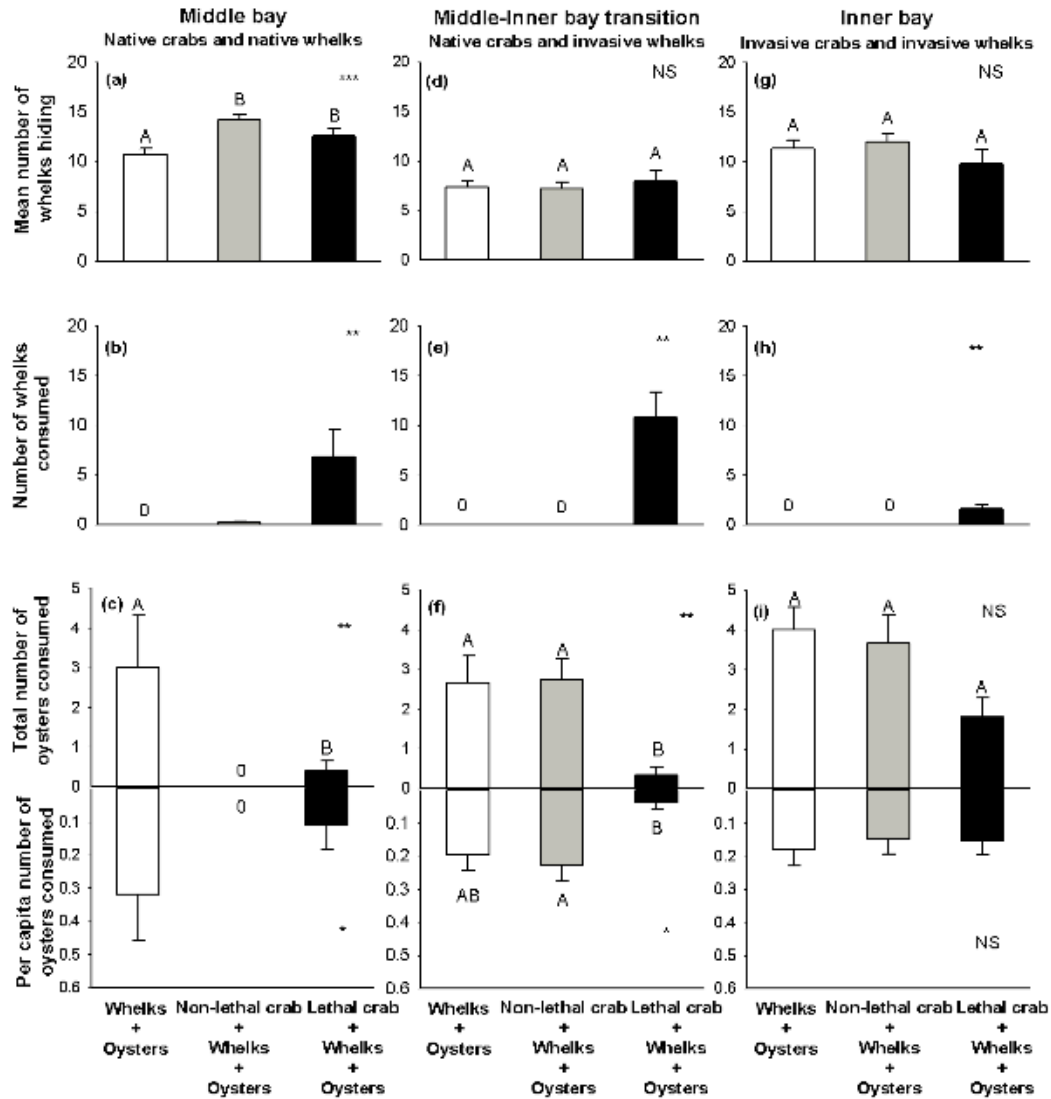 Middle bay
Native crabs and native whelks
Middle-Inner bay transition
Native crabs and invasive whelks
Inner bay
Invasive crabs and invasive whelks
Mean number of
whelks hiding
20
15
10
5
0
(a)
A
B
B
***
20
15
10
5
0
(d)
A
A
A
NS
20
15
10
5
0
(g)
A
A
A
NS
Number of whelks
consumed
20
15
10
5
0
(b)
0
**
20
15
10
5
0
(e)
0
0
**
20
15
10
5
0
(h)
0
0
**
Total number of
oysters consumed
Per capita number of
oysters consumed
5
4
3
2
1
0
0.1
0.2
0.3
0.4
0.5
0.6
(c)
A
0
0
B
**
*
5
4
3
2
1
0
0.1
0.2
0.3
0.4
0.5
0.6
(f)
A
A
B
**
AB
A
B
*
5
4
3
2
1
0
0.1
0.2
0.3
0.4
0.5
0.6
(i)
A
A
A
NS
NS
Whelks
+
Oysters
Non-lethal crab
+
Whelks
+
Oysters
Lethal crab
+
Whelks
+
Oysters
Whelks
+
Oysters
Non-lethal crab
+
Whelks
+
Oysters
Lethal crab
+
Whelks
+
Oysters
Whelks
+
Oysters
Non-lethal crab
+
Whelks
+
Oysters
Lethal crab
+
Whelks
+
Oysters